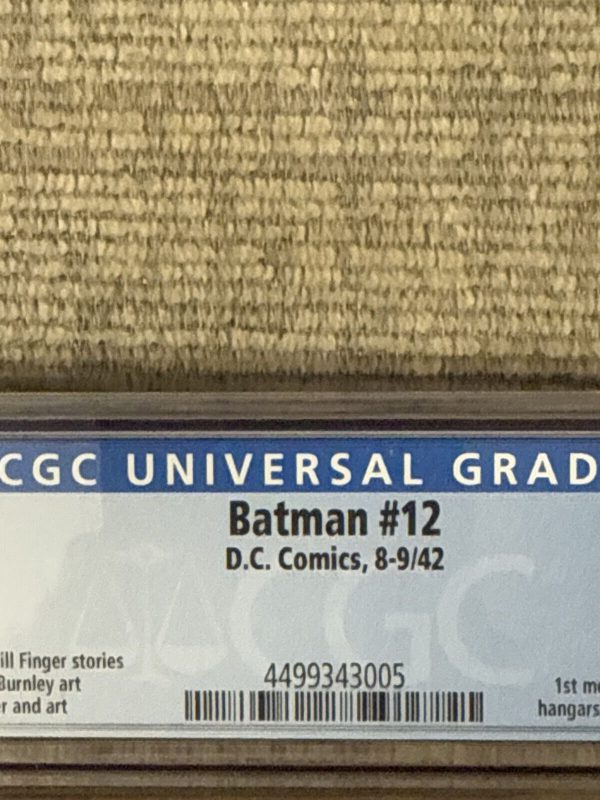 CGC UNIVERSAL GRAD
Batman #12
D.C. Comics, 8-9/42
CGC
ill Finger stories
Burnley art
r and art
4499343005
1st m
hangars